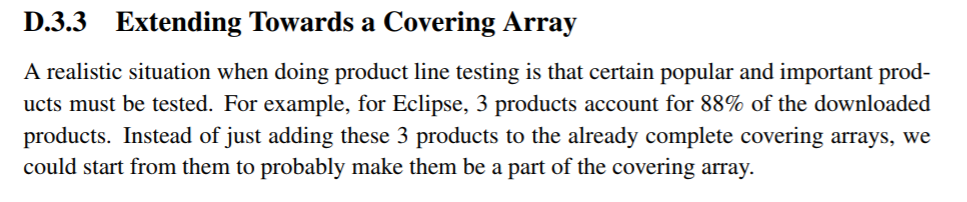 D.3.3 Extending Towards a Covering Array
A realistic situation when doing product line testing is that certain popular and important prod-
ucts must be tested. For example, for Eclipse, 3 products account for 88% of the downloaded
products. Instead of just adding these 3 products to the already complete covering arrays, we
could start from them to probably make them be a part of the covering array.